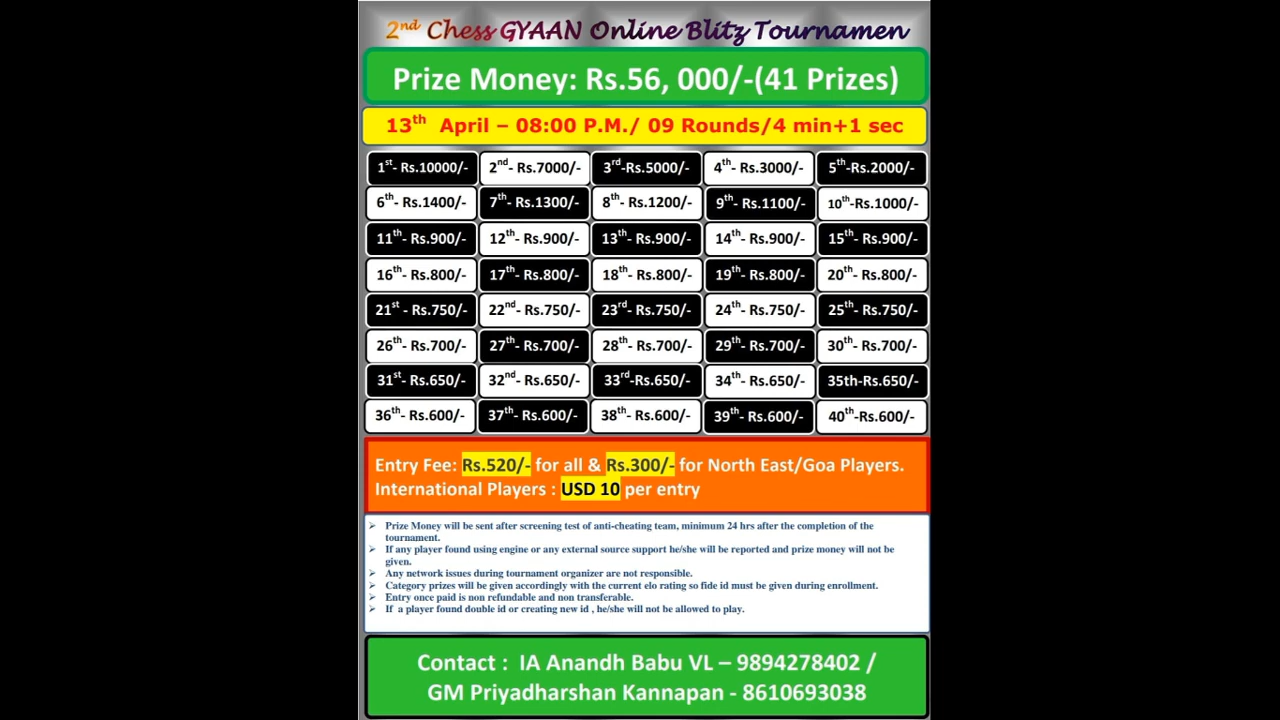 2nd Chess GYAAN Online Blitz Tournamen
Prize Money: Rs.56, 000/-(41 Prizes)
13th April – 08:00 P.M./ 09 Rounds/4 min+1 sec
1st- Rs.10000/- 2nd- Rs.7000/- 3rd-Rs.5000/- 4th- Rs.3000/- 5th-Rs.2000/-
6th- Rs.1400/- 7th- Rs.1300/- 8th- Rs.1200/- 9th- Rs.1100/- 10th-Rs.1000/-
11th- Rs.900/- 12th- Rs.900/- 13th- Rs.900/- 14th- Rs.900/- 15th- Rs.900/-
16th- Rs.800/- 17th- Rs.800/- 18th - Rs.800/- 19th- Rs.800/- 20th- Rs.800/-
21st - Rs.750/- 22nd- Rs.750/- 23rd- Rs.750/- 24th- Rs.750/- 25th- Rs.750/-
26th- Rs.700/- 27th- Rs.700/- 28th- Rs.700/- 29th- Rs.700/- 30th- Rs.700/-
31st- Rs.650/- 32nd- Rs.650/- 33rd-Rs.650/- 34th- Rs.650/- 35th-Rs.650/-
36th- Rs.600/- 37th- Rs.600/- 38th- Rs.600/- 39th- Rs.600/- 40th-Rs.600/-
Entry Fee: Rs.520/- for all & Rs.300/- for North East/Goa Players.
International Players : USD 10 per entry
➢ Prize Money will be sent after screening test of anti-cheating team, minimum 24 hrs after the completion of the
tournament.
➢ If any player found using engine or any external source support he/she will be reported and prize money will not be
given.
➢ Any network issues during tournament organizer are not responsible.
➢ Category prizes will be given accordingly with the current elo rating so fide id must be given during enrollment.
➢ Entry once paid is non refundable and non transferable.
➢ If a player found double id or creating new id , he/she will not be allowed to play.
Contact : IA Anandh Babu VL – 9894278402 /
GM Priyadharshan Kannapan - 8610693038